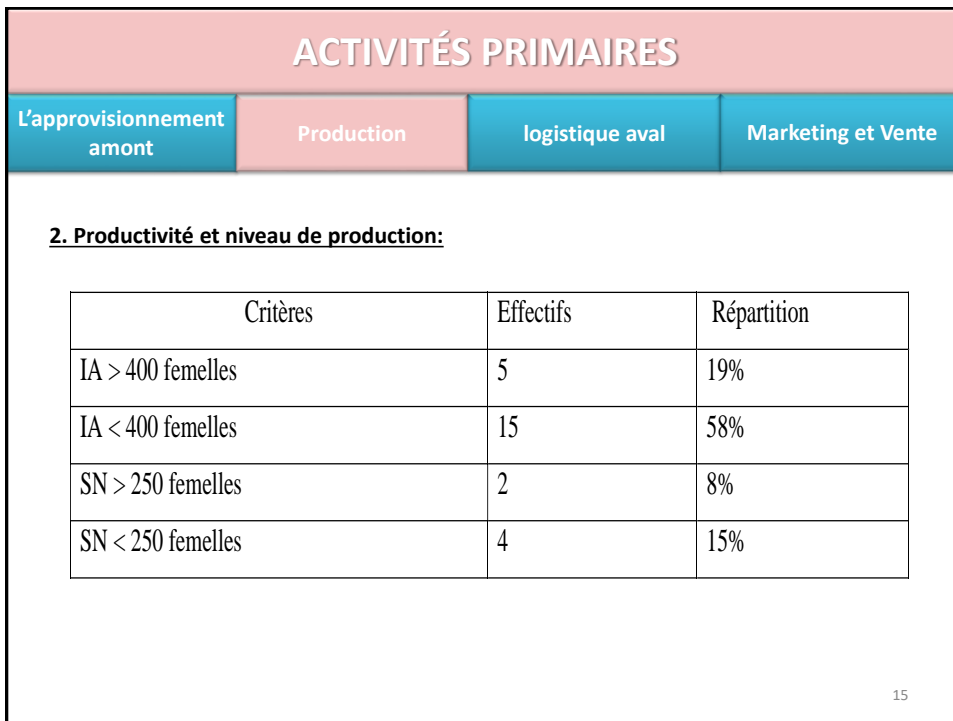 ACTIVITÉS PRIMAIRES
L'approvisionnement
amont
Production
logistique aval
Marketing et Vente
2. Productivité et niveau de production:
Critères Effectifs Répartition
IA > 400 femelles 5 19%
IA < 400 femelles 15 58%
SN > 250 femelles 2 8%
SN < 250 femelles 4 15%
15